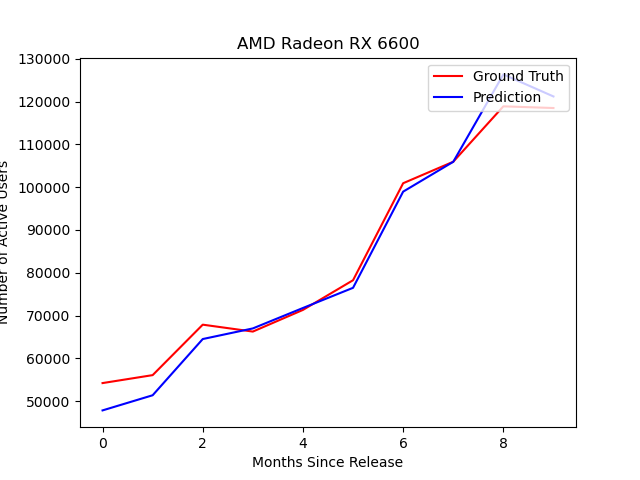 AMD Radeon RX 6600
Ground Truth
Prediction
130000
120000
110000
100000
90000
80000
70000
60000
50000
Number of Active Users
0 2 4 6 8
Months Since Release